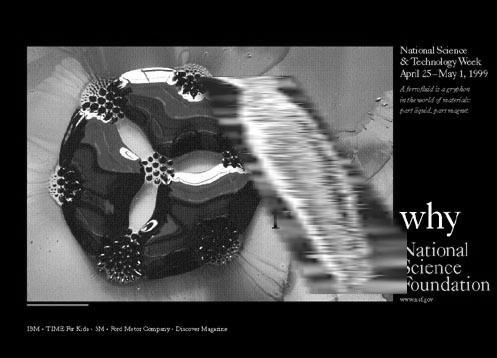 National Science
& Technology Week
April 25–May 1, 1999
A ferrofluid is a gryphon
in the world of materials:
part liquid, part magnet.
why
National
Science
Foundation
www.nsf.gov
IBM • TIME For Kids • 3M • Ford Motor Company • Discover Magazine